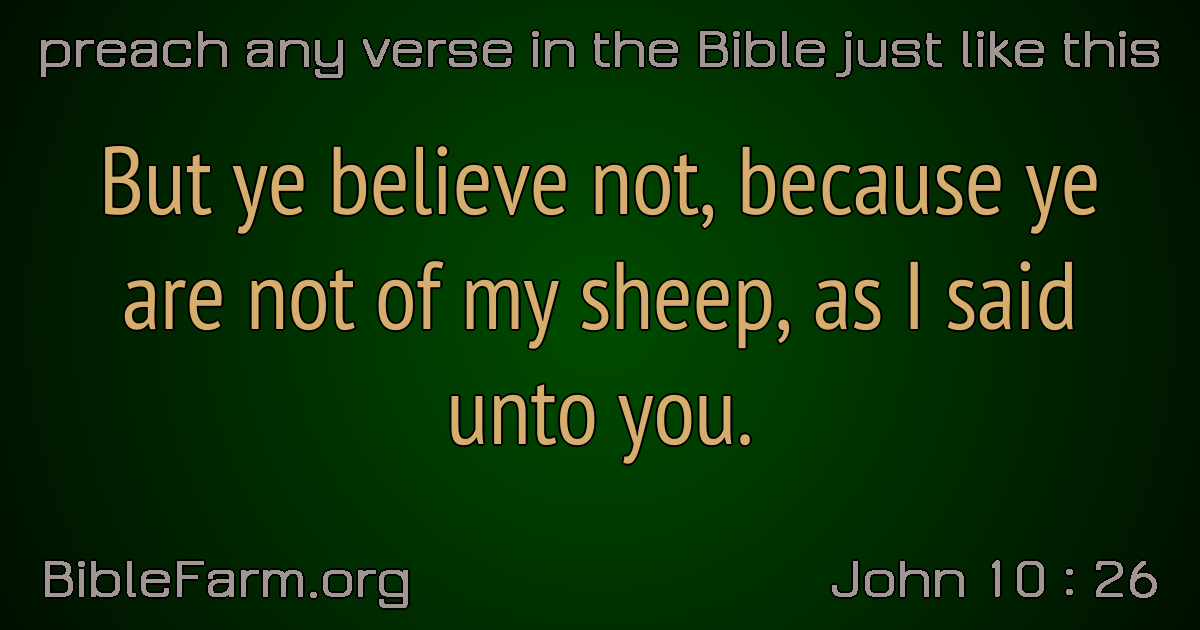 preach any verse in the Bible just like this
But ye believe not, because ye
are not of my sheep, as I said
unto you.
BibleFarm.org
John 10 : 26